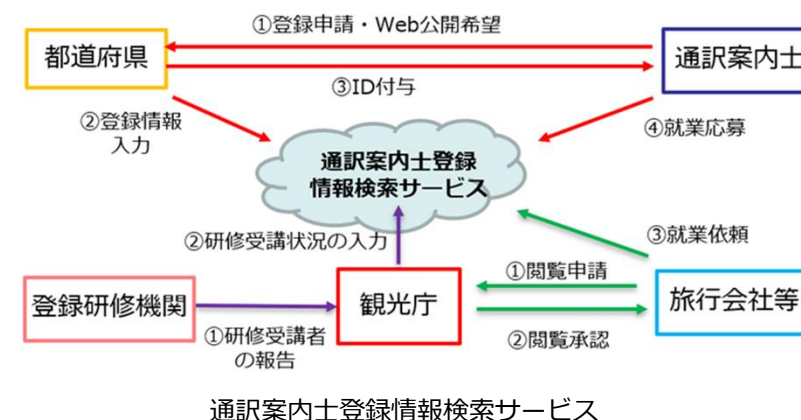 ①登録申請・Web公開希望
都道府県
通訳案内士
③ID付与
②登録情報
入力
④就業応募
通訳案内士登録
情報検索サービス
②研修受講状況の入力
③就業依頼
①閲覧申請
登録研修機関
観光庁
旅行会社等
①研修受講者
の報告
②閲覧承認
通訳案内士登録情報検索サービス